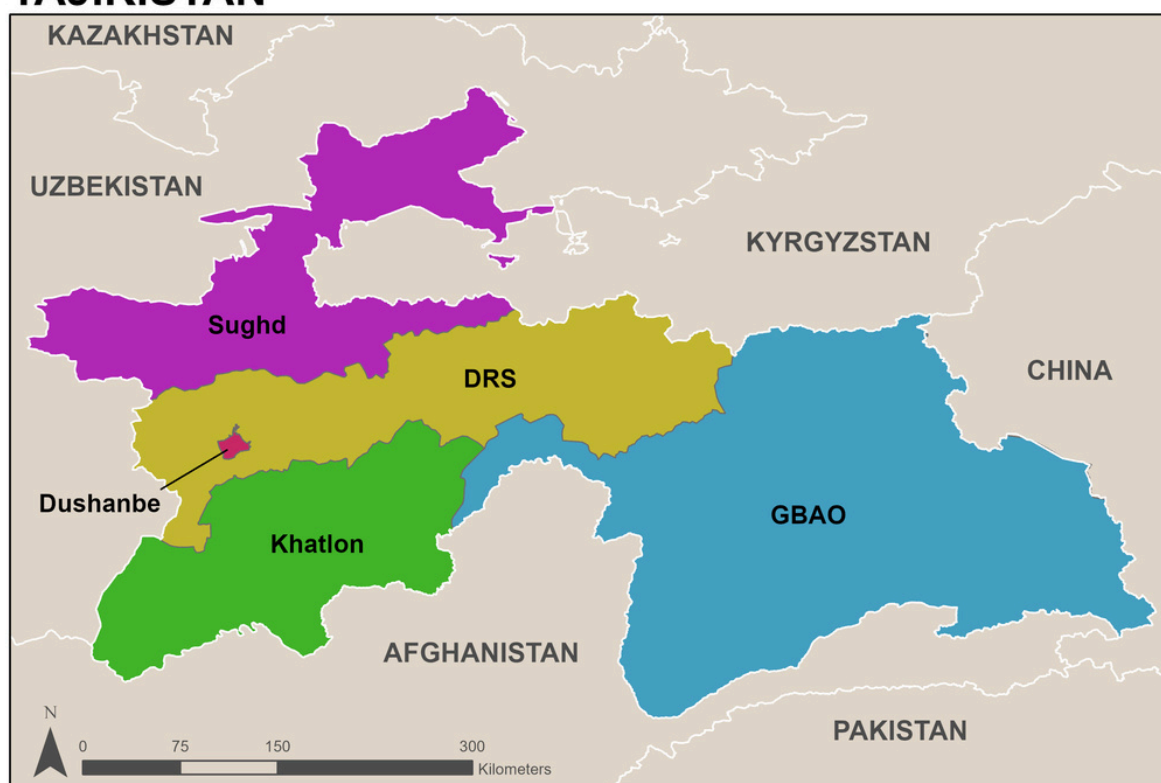 TAJIKISTAN
KAZAKHSTAN
UZBEKISTAN
KYRGYZSTAN
Sughd
CHINA
DRS
Dushanbe
GBAO
Khatlon
AFGHANISTAN
PAKISTAN
N
0 75 150 300
Kilometers